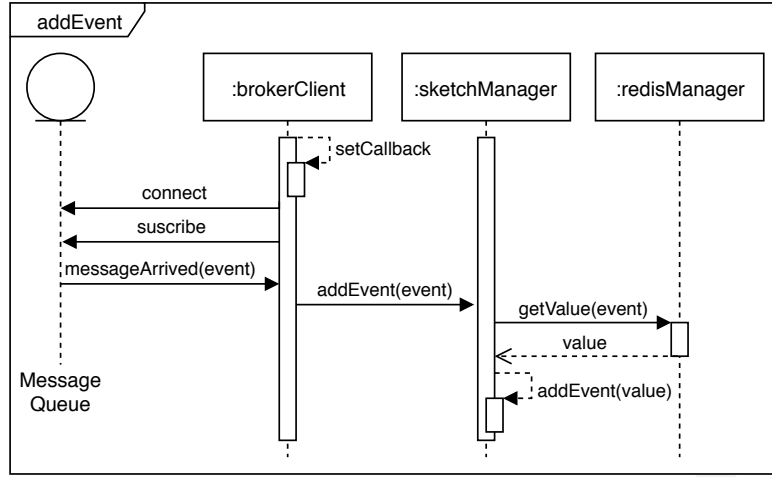 addEvent
:brokerClient
:sketchManager
:redisManager
setCallback
connect
suscribe
messageArrived(event)
addEvent(event)
getValue(event)
value
addEvent(value)
Message
Queue